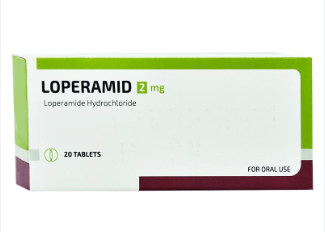 LOPERAMID 2 mg
Loperamide Hydrochloride
20 TABLETS
FOR ORAL USE